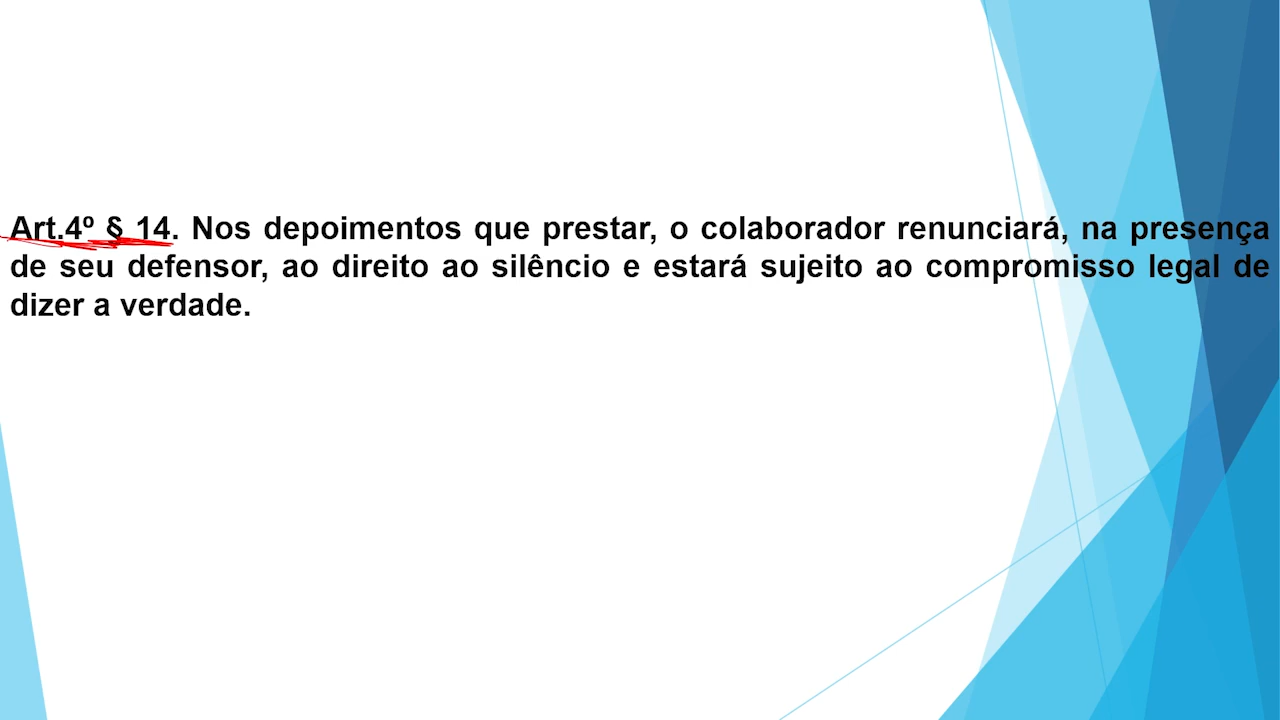 Art.4º § 14. Nos depoimentos que prestar, o colaborador renunciará, na presença
de seu defensor, ao direito ao silêncio e estará sujeito ao compromisso legal de
dizer a verdade.